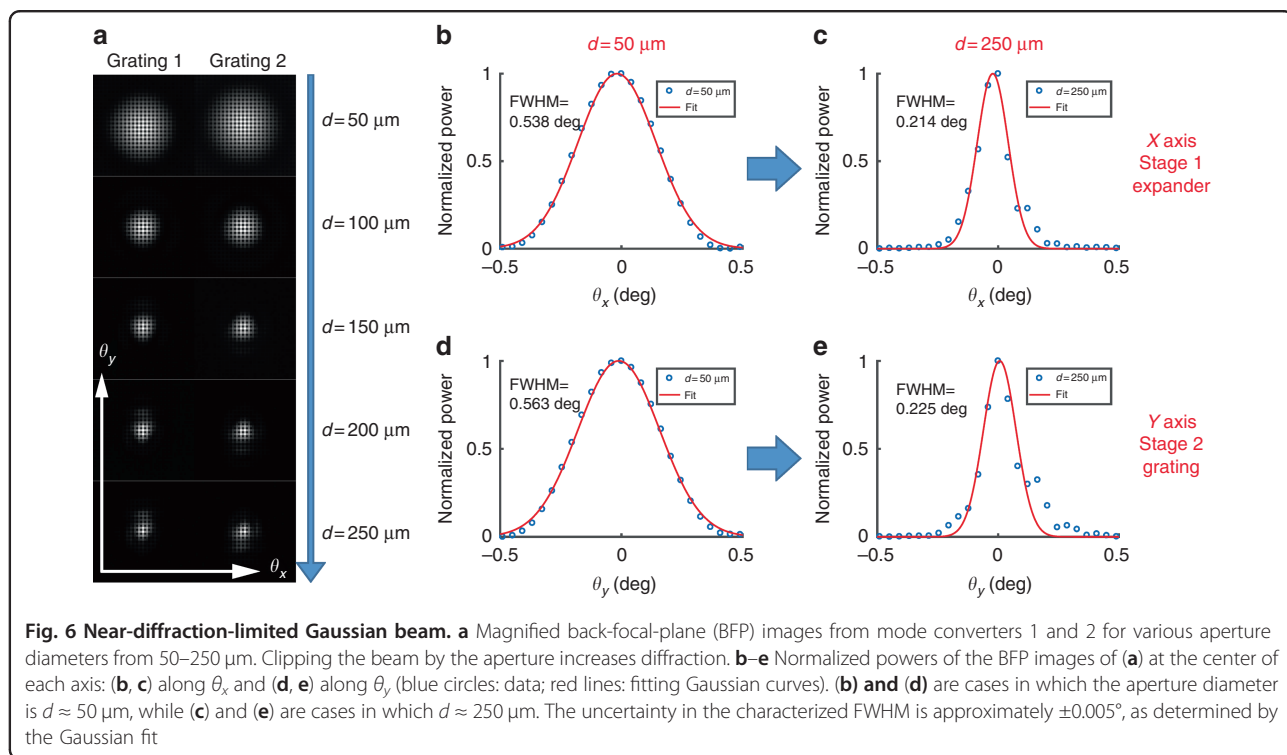 a
Grating 1 Grating 2
d = 50 µm
d = 100 µm
d = 150 µm
d = 200 µm
d = 250 µm
θy
θx
b
d = 50 µm
FWHM=
0.538 deg
d = 50 µm
Fit
Normalized power
1
0.5
0
–0.5 0 0.5
θx (deg)
c
d = 250 µm
FWHM=
0.214 deg
d = 250 µm
Fit
Normalized power
1
0.5
0
–0.5 0 0.5
θx (deg)
X axis
Stage 1
expander
d
FWHM=
0.563 deg
d = 50 µm
Fit
Normalized power
1
0.5
0
–0.5 0 0.5
θy (deg)
e
FWHM=
0.225 deg
d = 250 µm
Fit
Normalized power
1
0.5
0
–0.5 0 0.5
θy (deg)
Y axis
Stage 2
grating
Fig. 6 Near-diffraction-limited Gaussian beam. a Magnified back-focal-plane (BFP) images from mode converters 1 and 2 for various aperture
diameters from 50–250 µm. Clipping the beam by the aperture increases diffraction. b–e Normalized powers of the BFP images of (a) at the center of
each axis: (b, c) along θx and (d, e) along θy (blue circles: data; red lines: fitting Gaussian curves). (b) and (d) are cases in which the aperture diameter
is d ≈ 50 µm, while (c) and (e) are cases in which d ≈ 250 µm. The uncertainty in the characterized FWHM is approximately ±0.005°, as determined by
the Gaussian fit